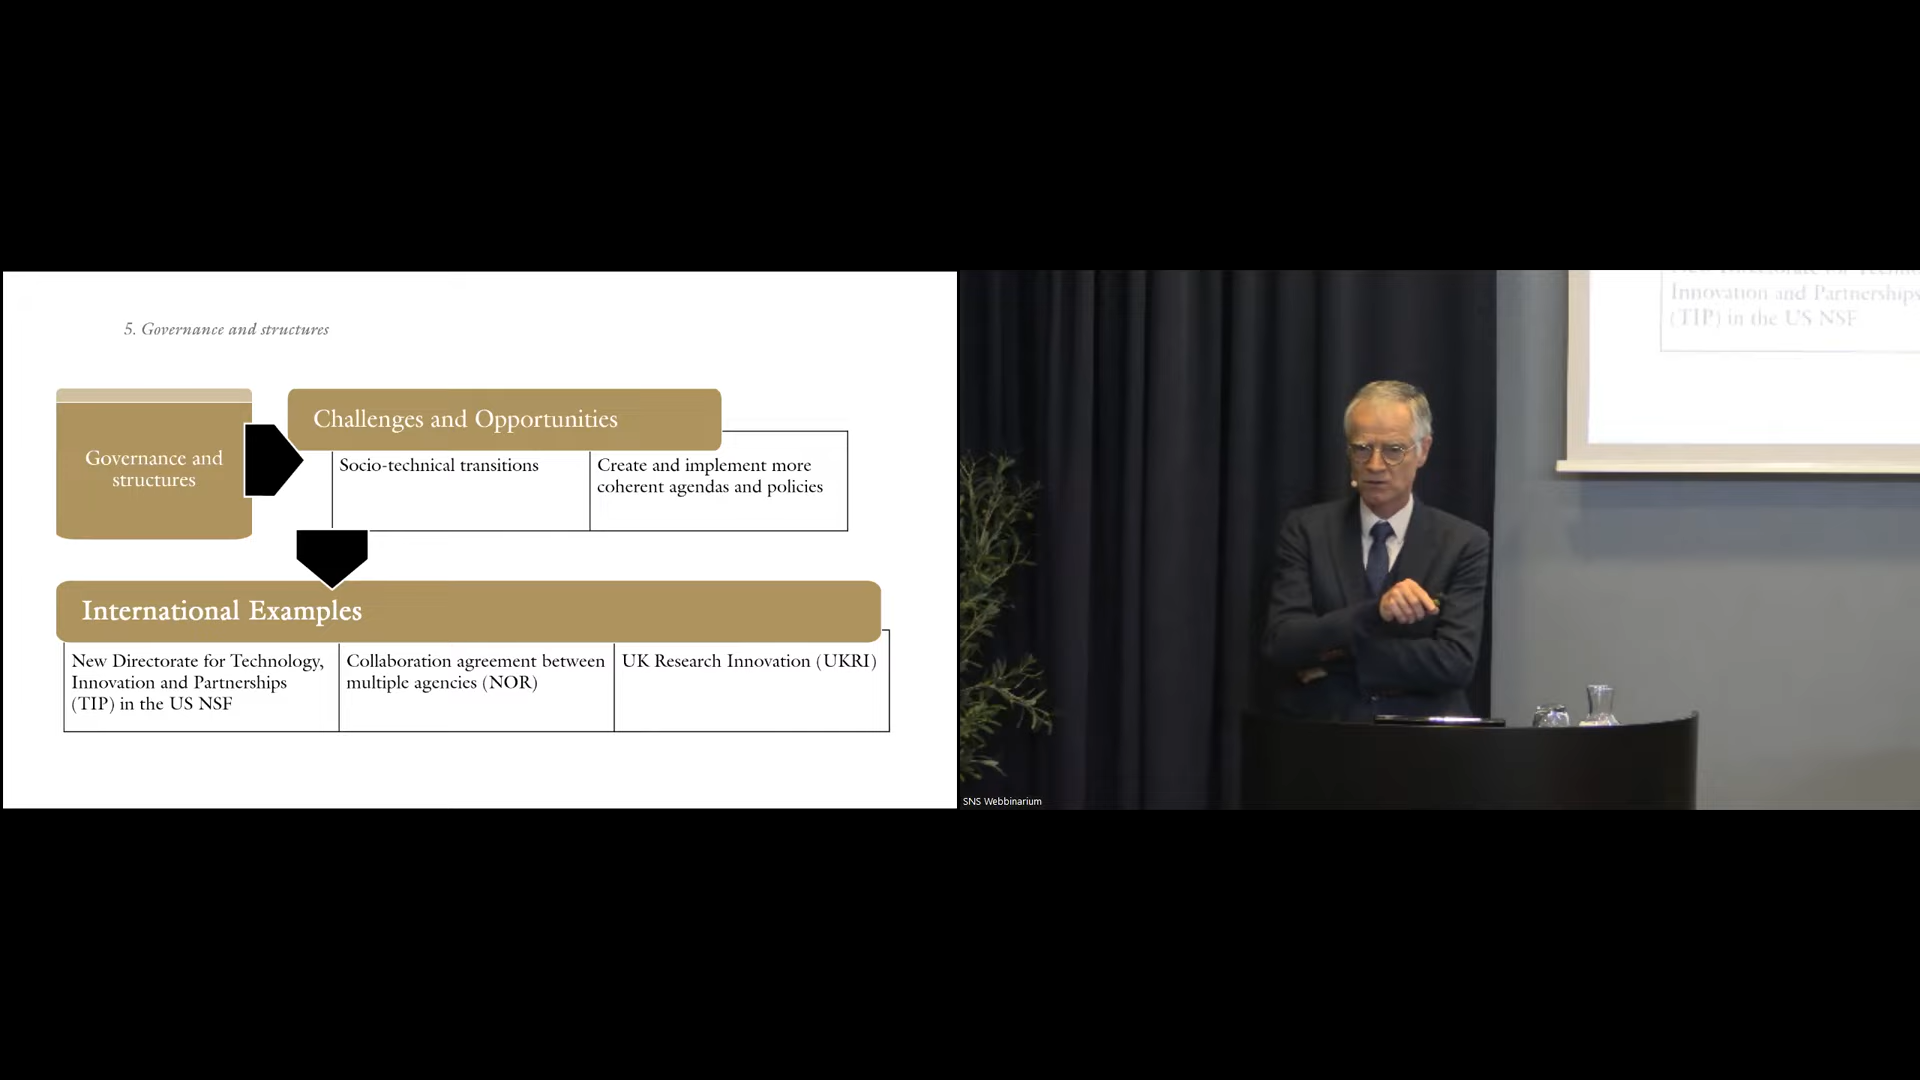 5. Governance and structures
Governance and
structures
Challenges and Opportunities
Socio-technical transitions
Create and implement more
coherent agendas and policies
International Examples
New Directorate for Technology,
Innovation and Partnerships
(TIP) in the US NSF
Collaboration agreement between
multiple agencies (NOR)
UK Research Innovation (UKRI)
Innovation and Partnerships
(TIP) in the US NSF
SNS Webbinarium